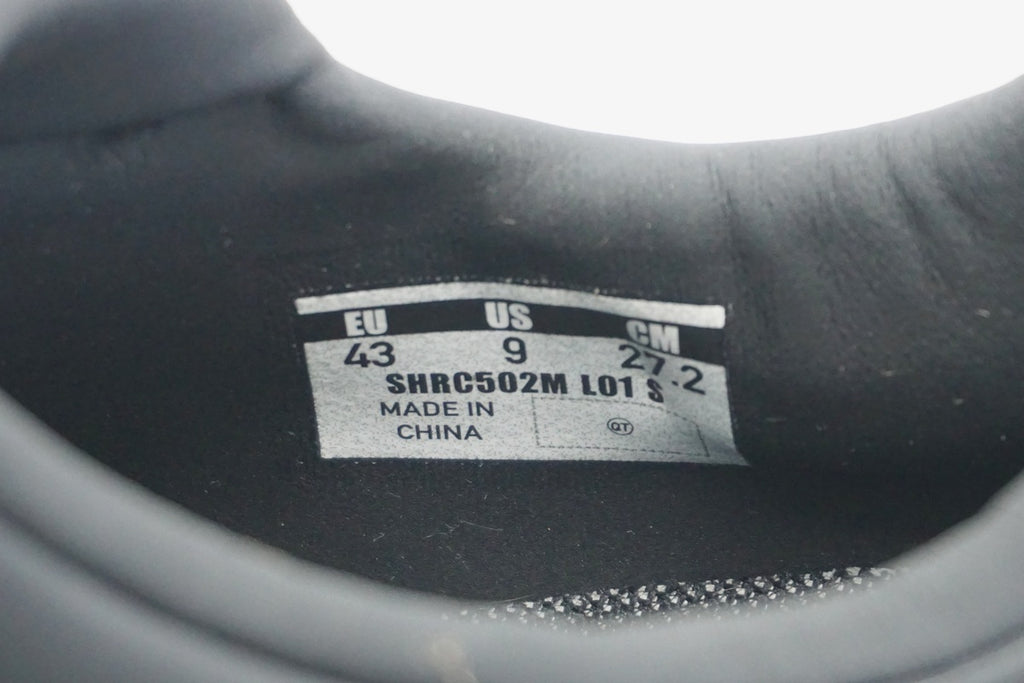 EU US CM
43 9 27.2
SHRC502M L01 S
MADE IN
CHINA
QT